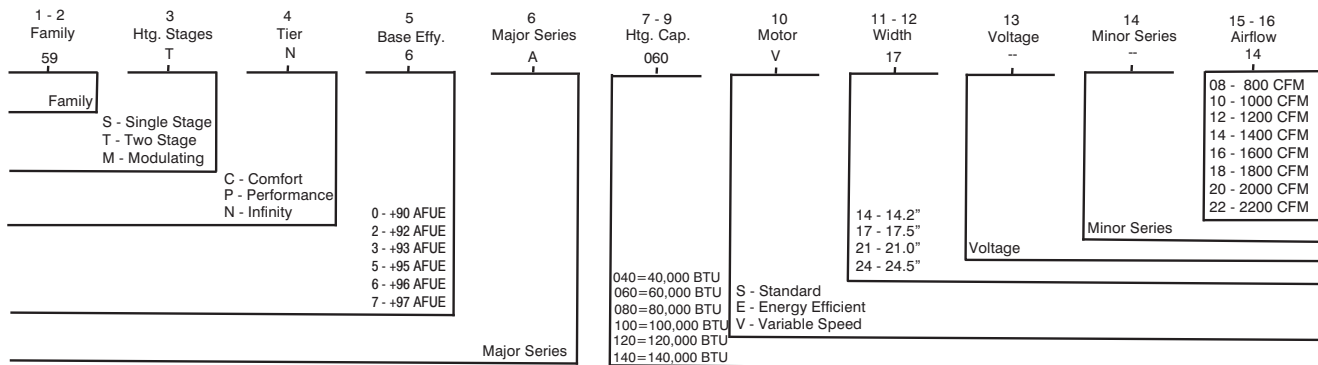 1 - 2 3 4 5 6 7 - 9 10 11 - 12 13 14 15 - 16
Family Htg. Stages Tier Base Effy. Major Series Htg. Cap. Motor Width Voltage Minor Series Airflow
59 T N 6 A 060 V 17 -- -- 14
Family
S - Single Stage
T - Two Stage
M - Modulating
C - Comfort
P - Performance
N - Infinity
0 - +90 AFUE
2 - +92 AFUE
3 - +93 AFUE
5 - +95 AFUE
6 - +96 AFUE
7 - +97 AFUE
Major Series
040=40,000 BTU
060=60,000 BTU
080=80,000 BTU
100=100,000 BTU
120=120,000 BTU
140=140,000 BTU
S - Standard
E - Energy Efficient
V - Variable Speed
14 - 14.2”
17 - 17.5”
21 - 21.0”
24 - 24.5”
Voltage
Minor Series
08 - 800 CFM
10 - 1000 CFM
12 - 1200 CFM
14 - 1400 CFM
16 - 1600 CFM
18 - 1800 CFM
20 - 2000 CFM
22 - 2200 CFM